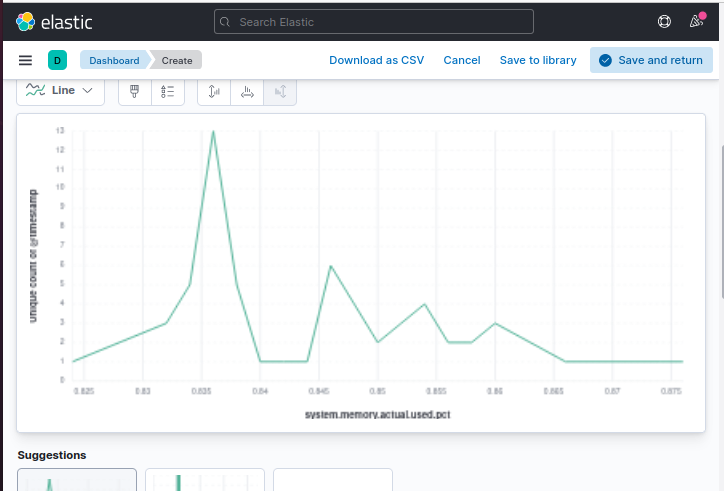 elastic
Search Elastic
D
Dashboard
Create
Download as CSV
Cancel
Save to library
Save and return
Line
13
12
11
10
9
8
7
6
5
4
3
2
1
0
unique count of @timestamp
0.825
0.83
0.835
0.84
0.845
0.85
0.855
0.86
0.865
0.87
0.875
system.memory.actual.used.pct
Suggestions